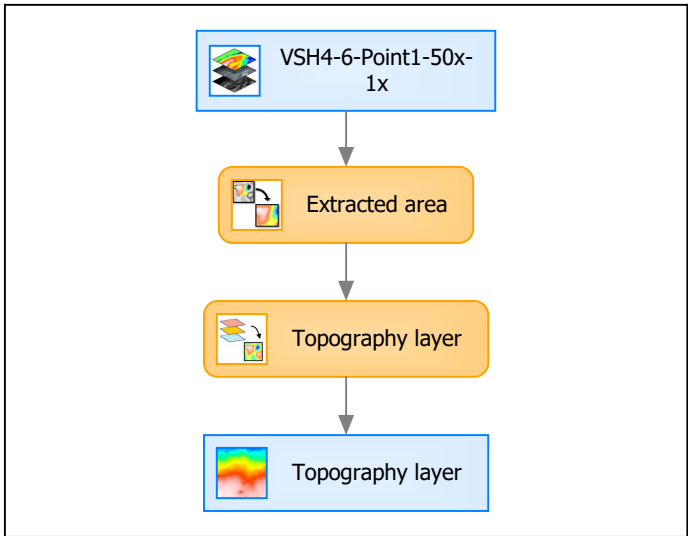 VSH4-6-Point1-50x-
1x
Extracted area
Topography layer
Topography layer